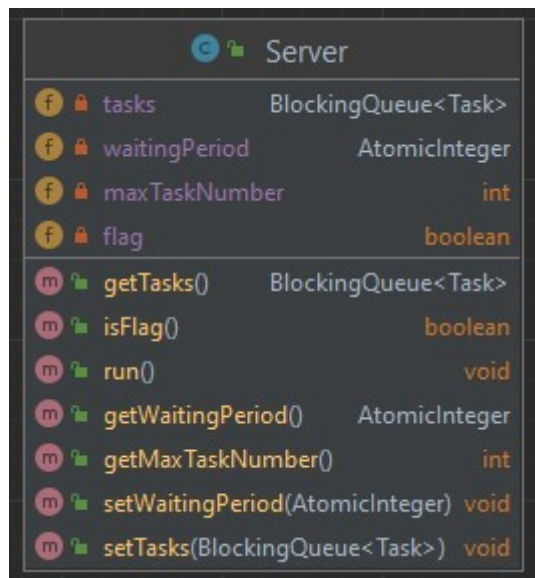 Server
tasks BlockingQueue<Task>
waitingPeriod AtomicInteger
maxTaskNumber int
flag boolean
getTasks() BlockingQueue<Task>
isFlag() boolean
run() void
getWaitingPeriod() AtomicInteger
getMaxTaskNumber() int
setWaitingPeriod(AtomicInteger) void
setTasks(BlockingQueue<Task>) void